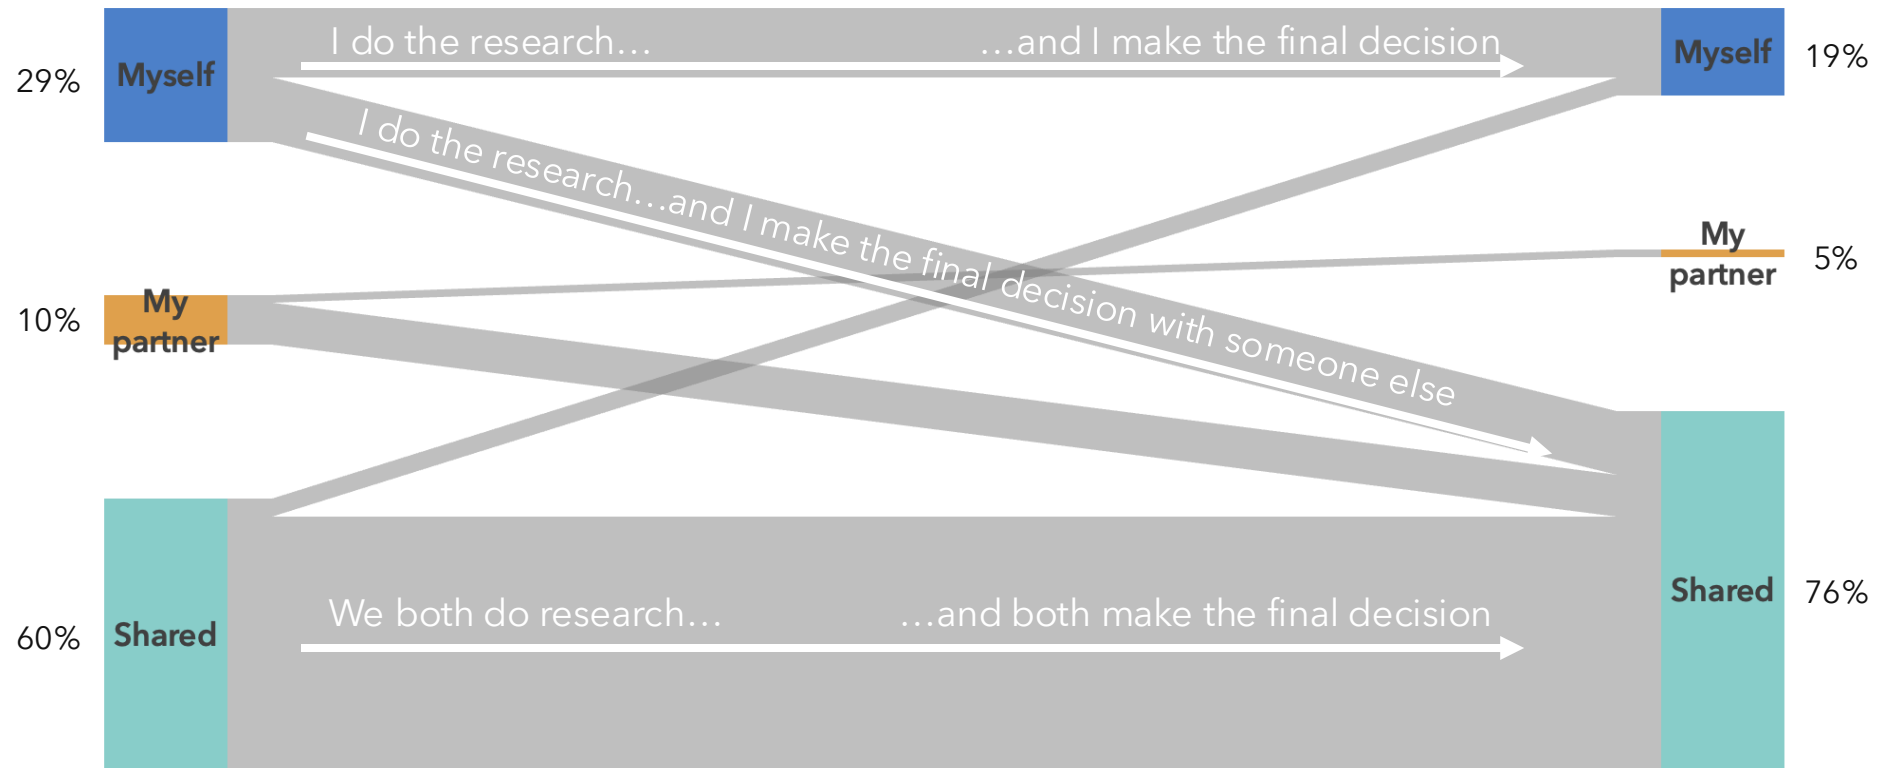 I do the research…
…and I make the final decision
Myself
29%
Myself
19%
I do the research…and I make the final decision with someone else
My
partner
10%
My
partner
5%
Shared
60%
We both do research…
…and both make the final decision
Shared
76%